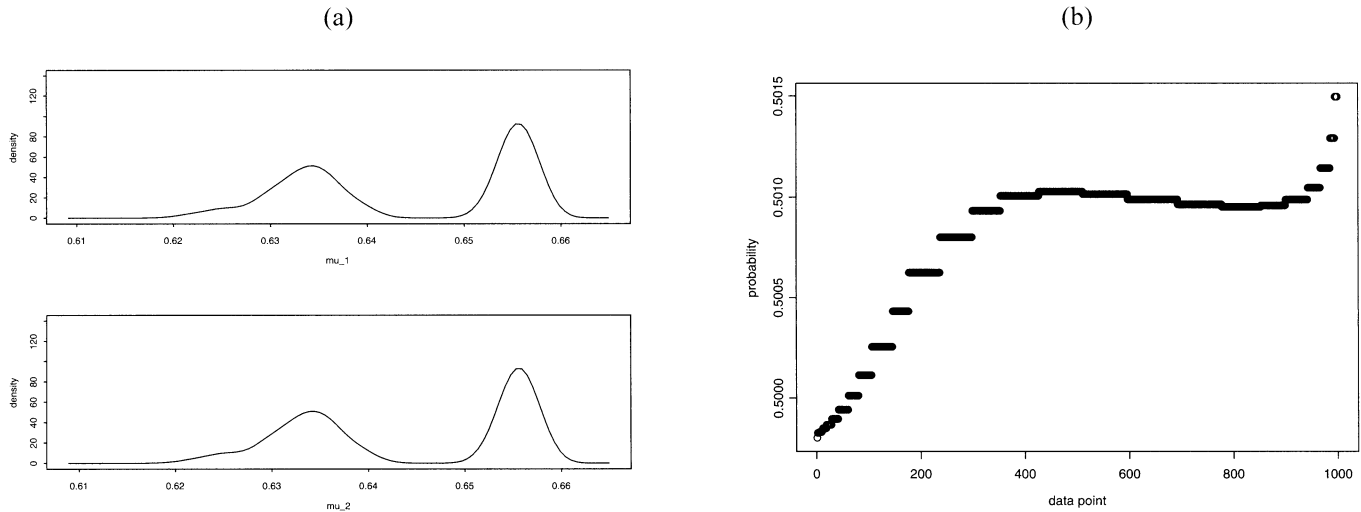 (a)
density
0 20 40 60 80 120
0.61 0.62 0.63 0.64 0.65 0.66
mu_1
density
0 20 40 60 80 120
0.61 0.62 0.63 0.64 0.65 0.66
mu_2
(b)
probability
0.5000 0.5005 0.5010 0.5015
0 200 400 600 800 1000
data point